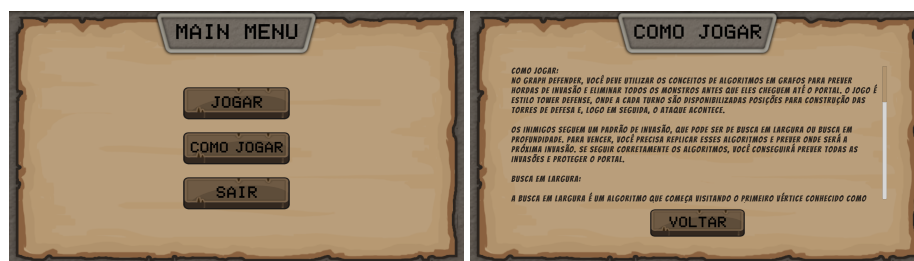 MAIN MENU
JOGAR
COMO JOGAR
SAIR
COMO JOGAR
COMO JOGAR:
NO GRAPH DEFENDER, VOCÊ DEVE UTILIZAR OS CONCEITOS DE ALGORITMOS EM GRAFOS PARA PREVER
HORDAS DE INVASÃO E ELIMINAR TODOS OS MONSTROS ANTES QUE ELES CHEGUEM ATÉ O PORTAL. O JOGO É
ESTILO TOWER DEFENSE, ONDE A CADA TURNO SÃO DISPONIBILIZADAS POSIÇÕES PARA CONSTRUÇÃO DAS
TORRES DE DEFESA E, LOGO EM SEGUIDA, O ATAQUE ACONTECE.
OS INIMIGOS SEGUEM UM PADRÃO DE INVASÃO, QUE PODE SER DE BUSCA EM LARGURA OU BUSCA EM
PROFUNDIDADE. PARA VENCER, VOCÊ PRECISA REPLICAR ESSES ALGORITMOS E PREVER ONDE SERÁ A
PRÓXIMA INVASÃO. SE SEGUIR CORRETAMENTE OS ALGORITMOS, VOCÊ CONSEGUIRÁ PREVER TODAS AS
INVASÕES E PROTEGER O PORTAL.
BUSCA EM LARGURA:
A BUSCA EM LARGURA É UM ALGORITMO QUE COMEÇA VISITANDO O PRIMEIRO VÉRTICE CONHECIDO COMO
VOLTAR